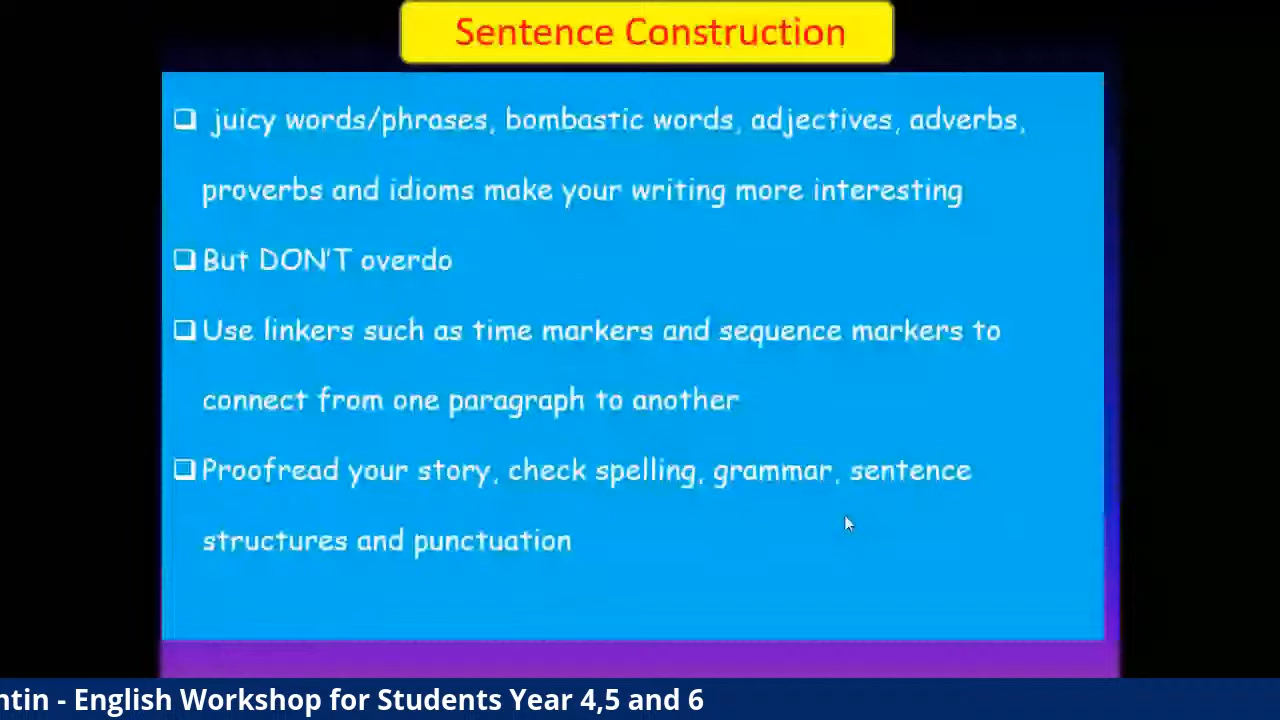 Sentence Construction
juicy words/phrases, bombastic words, adjectives, adverbs,
proverbs and idioms make your writing more interesting
But DON'T overdo
Use linkers such as time markers and sequence markers to
connect from one paragraph to another
Proofread your story, check spelling, grammar, sentence
structures and punctuation
- English Workshop for Students Year 4,5 and 6